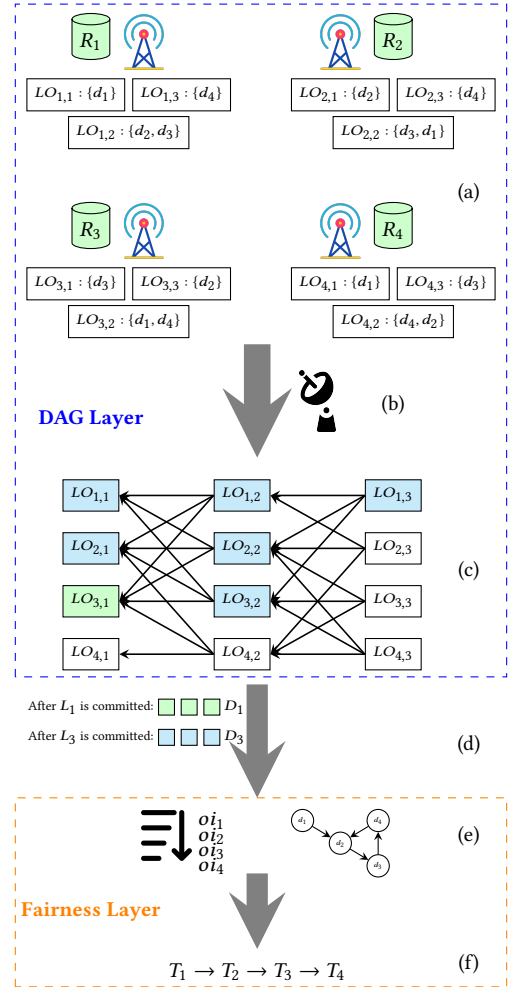 R₁ R₂
LO₁,₁ : {d₁} LO₁,₃ : {d₄} LO₂,₁ : {d₂} LO₂,₃ : {d₄}
LO₁,₂ : {d₂, d₃} LO₂,₂ : {d₃, d₁}
(a)
R₃ R₄
LO₃,₁ : {d₃} LO₃,₃ : {d₂} LO₄,₁ : {d₁} LO₄,₃ : {d₃}
LO₃,₂ : {d₁, d₄} LO₄,₂ : {d₄, d₂}
(b)
DAG Layer
LO₁,₁ LO₁,₂ LO₁,₃
LO₂,₁ LO₂,₂ LO₂,₃
(c)
LO₃,₁ LO₃,₂ LO₃,₃
LO₄,₁ LO₄,₂ LO₄,₃
After L₁ is committed: D₁
After L₃ is committed: D₃
(d)
oi₁ d₁ d₄
oi₂ d₂ (e)
oi₃ d₃
oi₄
Fairness Layer
T₁ → T₂ → T₃ → T₄ (f)